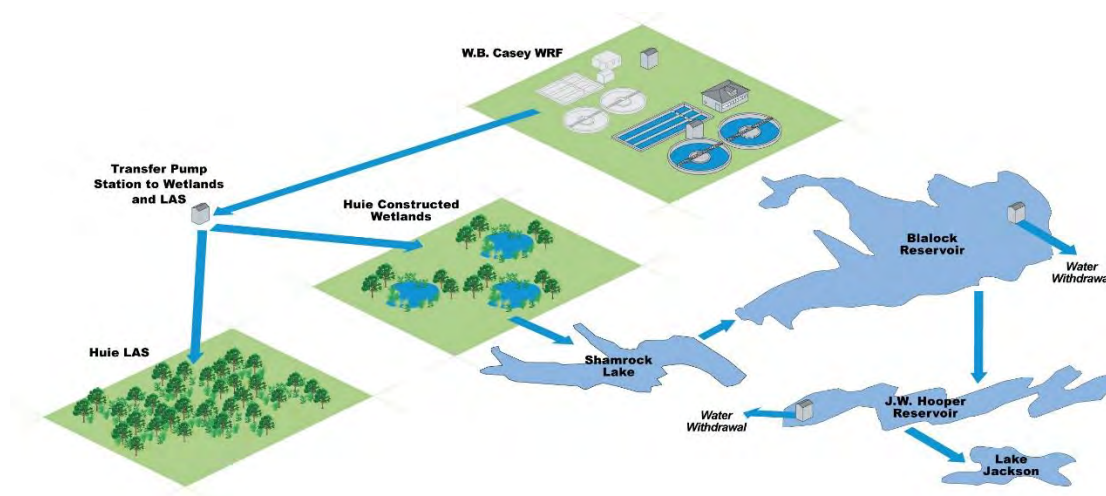 W.B. Casey WRF
Transfer Pump
Station to Wetlands
and LAS
Huie Constructed
Wetlands
Blalock
Reservoir
Water
Withdrawal
Huie LAS
Shamrock
Lake
J.W. Hooper
Reservoir
Water
Withdrawal
Lake
Jackson